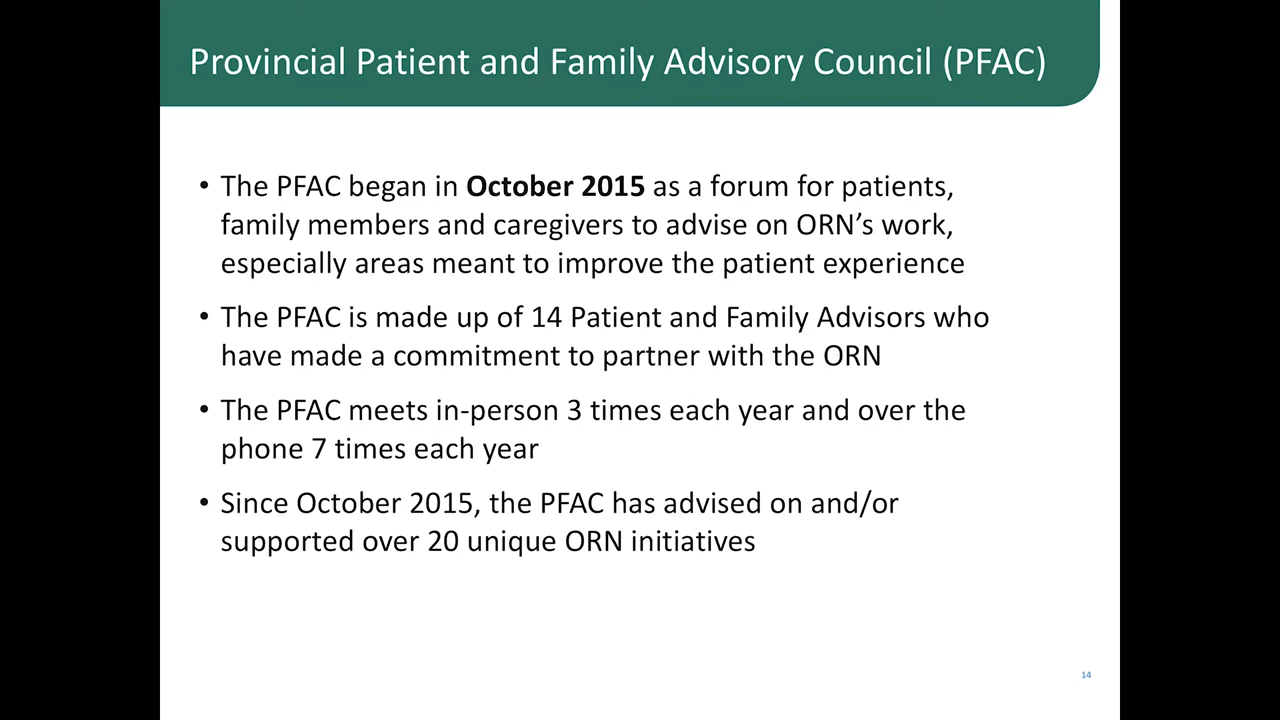 Provincial Patient and Family Advisory Council (PFAC)
• The PFAC began in October 2015 as a forum for patients,
family members and caregivers to advise on ORN’s work,
especially areas meant to improve the patient experience
• The PFAC is made up of 14 Patient and Family Advisors who
have made a commitment to partner with the ORN
• The PFAC meets in-person 3 times each year and over the
phone 7 times each year
• Since October 2015, the PFAC has advised on and/or
supported over 20 unique ORN initiatives
14